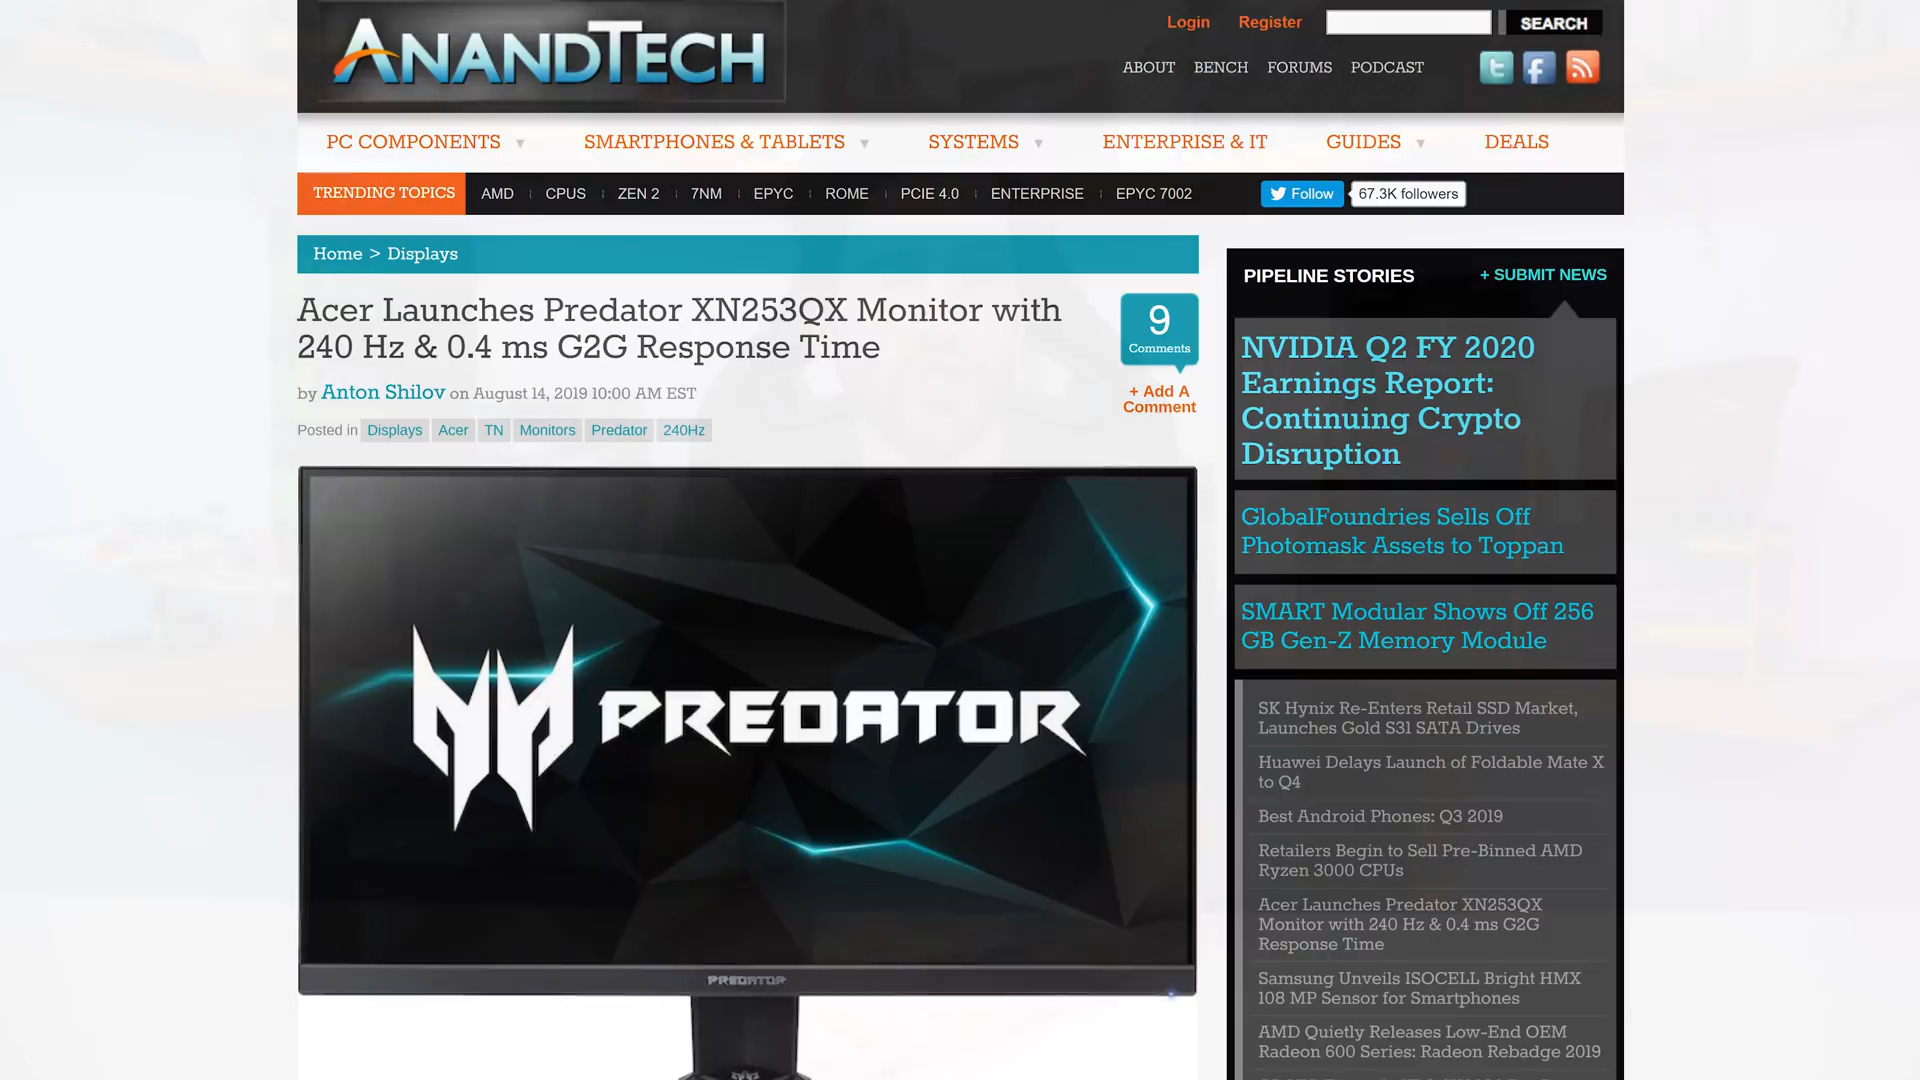 ANANDTECH
Login Register SEARCH
ABOUT BENCH FORUMS PODCAST
PC COMPONENTS SMARTPHONES & TABLETS SYSTEMS ENTERPRISE & IT GUIDES DEALS
TRENDING TOPICS AMD CPUS ZEN 2 7NM EPYC ROME PCIE 4.0 ENTERPRISE EPYC 7002 Follow 67.3K followers
Home > Displays
Acer Launches Predator XN253QX Monitor with
240 Hz & 0.4 ms G2G Response Time
by Anton Shilov on August 14, 2019 10:00 AM EST
Posted in Displays Acer TN Monitors Predator 240Hz
9
Comments
+ Add A
Comment
PREDATOR
PREDATOR
PIPELINE STORIES + SUBMIT NEWS
NVIDIA Q2 FY 2020
Earnings Report:
Continuing Crypto
Disruption
GlobalFoundries Sells Off
Photomask Assets to Toppan
SMART Modular Shows Off 256
GB Gen-Z Memory Module
SK Hynix Re-Enters Retail SSD Market,
Launches Gold S31 SATA Drives
Huawei Delays Launch of Foldable Mate X
to Q4
Best Android Phones: Q3 2019
Retailers Begin to Sell Pre-Binned AMD
Ryzen 3000 CPUs
Acer Launches Predator XN253QX
Monitor with 240 Hz & 0.4 ms G2G
Response Time
Samsung Unveils ISOCELL Bright HMX
108 MP Sensor for Smartphones
AMD Quietly Releases Low-End OEM
Radeon 600 Series: Radeon Rebadge 2019